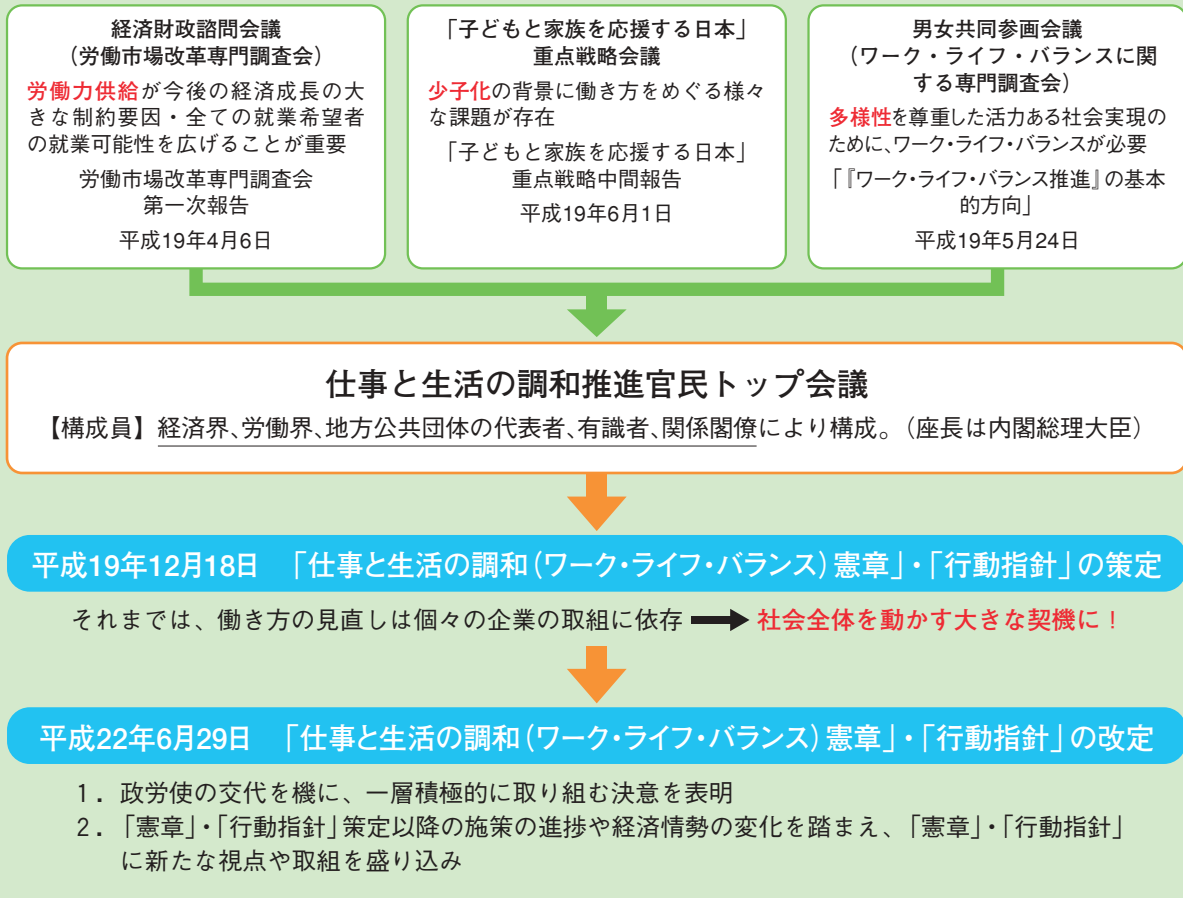 経済財政諮問会議
(労働市場改革専門調査会)
労働力供給が今後の経済成長の大
きな制約要因・全ての就業希望者
の就業可能性を広げることが重要
労働市場改革専門調査会
第一次報告
平成19年4月6日
「子どもと家族を応援する日本」
重点戦略会議
少子化の背景に働き方をめぐる様々
な課題が存在
「子どもと家族を応援する日本」
重点戦略中間報告
平成19年6月1日
男女共同参画会議
(ワーク・ライフ・バランスに関
する専門調査会)
多様性を尊重した活力ある社会実現の
ために、ワーク・ライフ・バランスが必要
「『ワーク・ライフ・バランス推進』の基本
的方向」
平成19年5月24日
仕事と生活の調和推進官民トップ会議
【構成員】経済界、労働界、地方公共団体の代表者、有識者、関係閣僚により構成。(座長は内閣総理大臣)
平成19年12月18日 「仕事と生活の調和(ワーク・ライフ・バランス)憲章」・「行動指針」の策定
それまでは、働き方の見直しは個々の企業の取組に依存 ➡ 社会全体を動かす大きな契機に!
平成22年6月29日 「仕事と生活の調和(ワーク・ライフ・バランス)憲章」・「行動指針」の改定
1.政労使の交代を機に、一層積極的に取り組む決意を表明
2.「憲章」・「行動指針」策定以降の施策の進捗や経済情勢の変化を踏まえ、「憲章」・「行動指針」
に新たな視点や取組を盛り込み